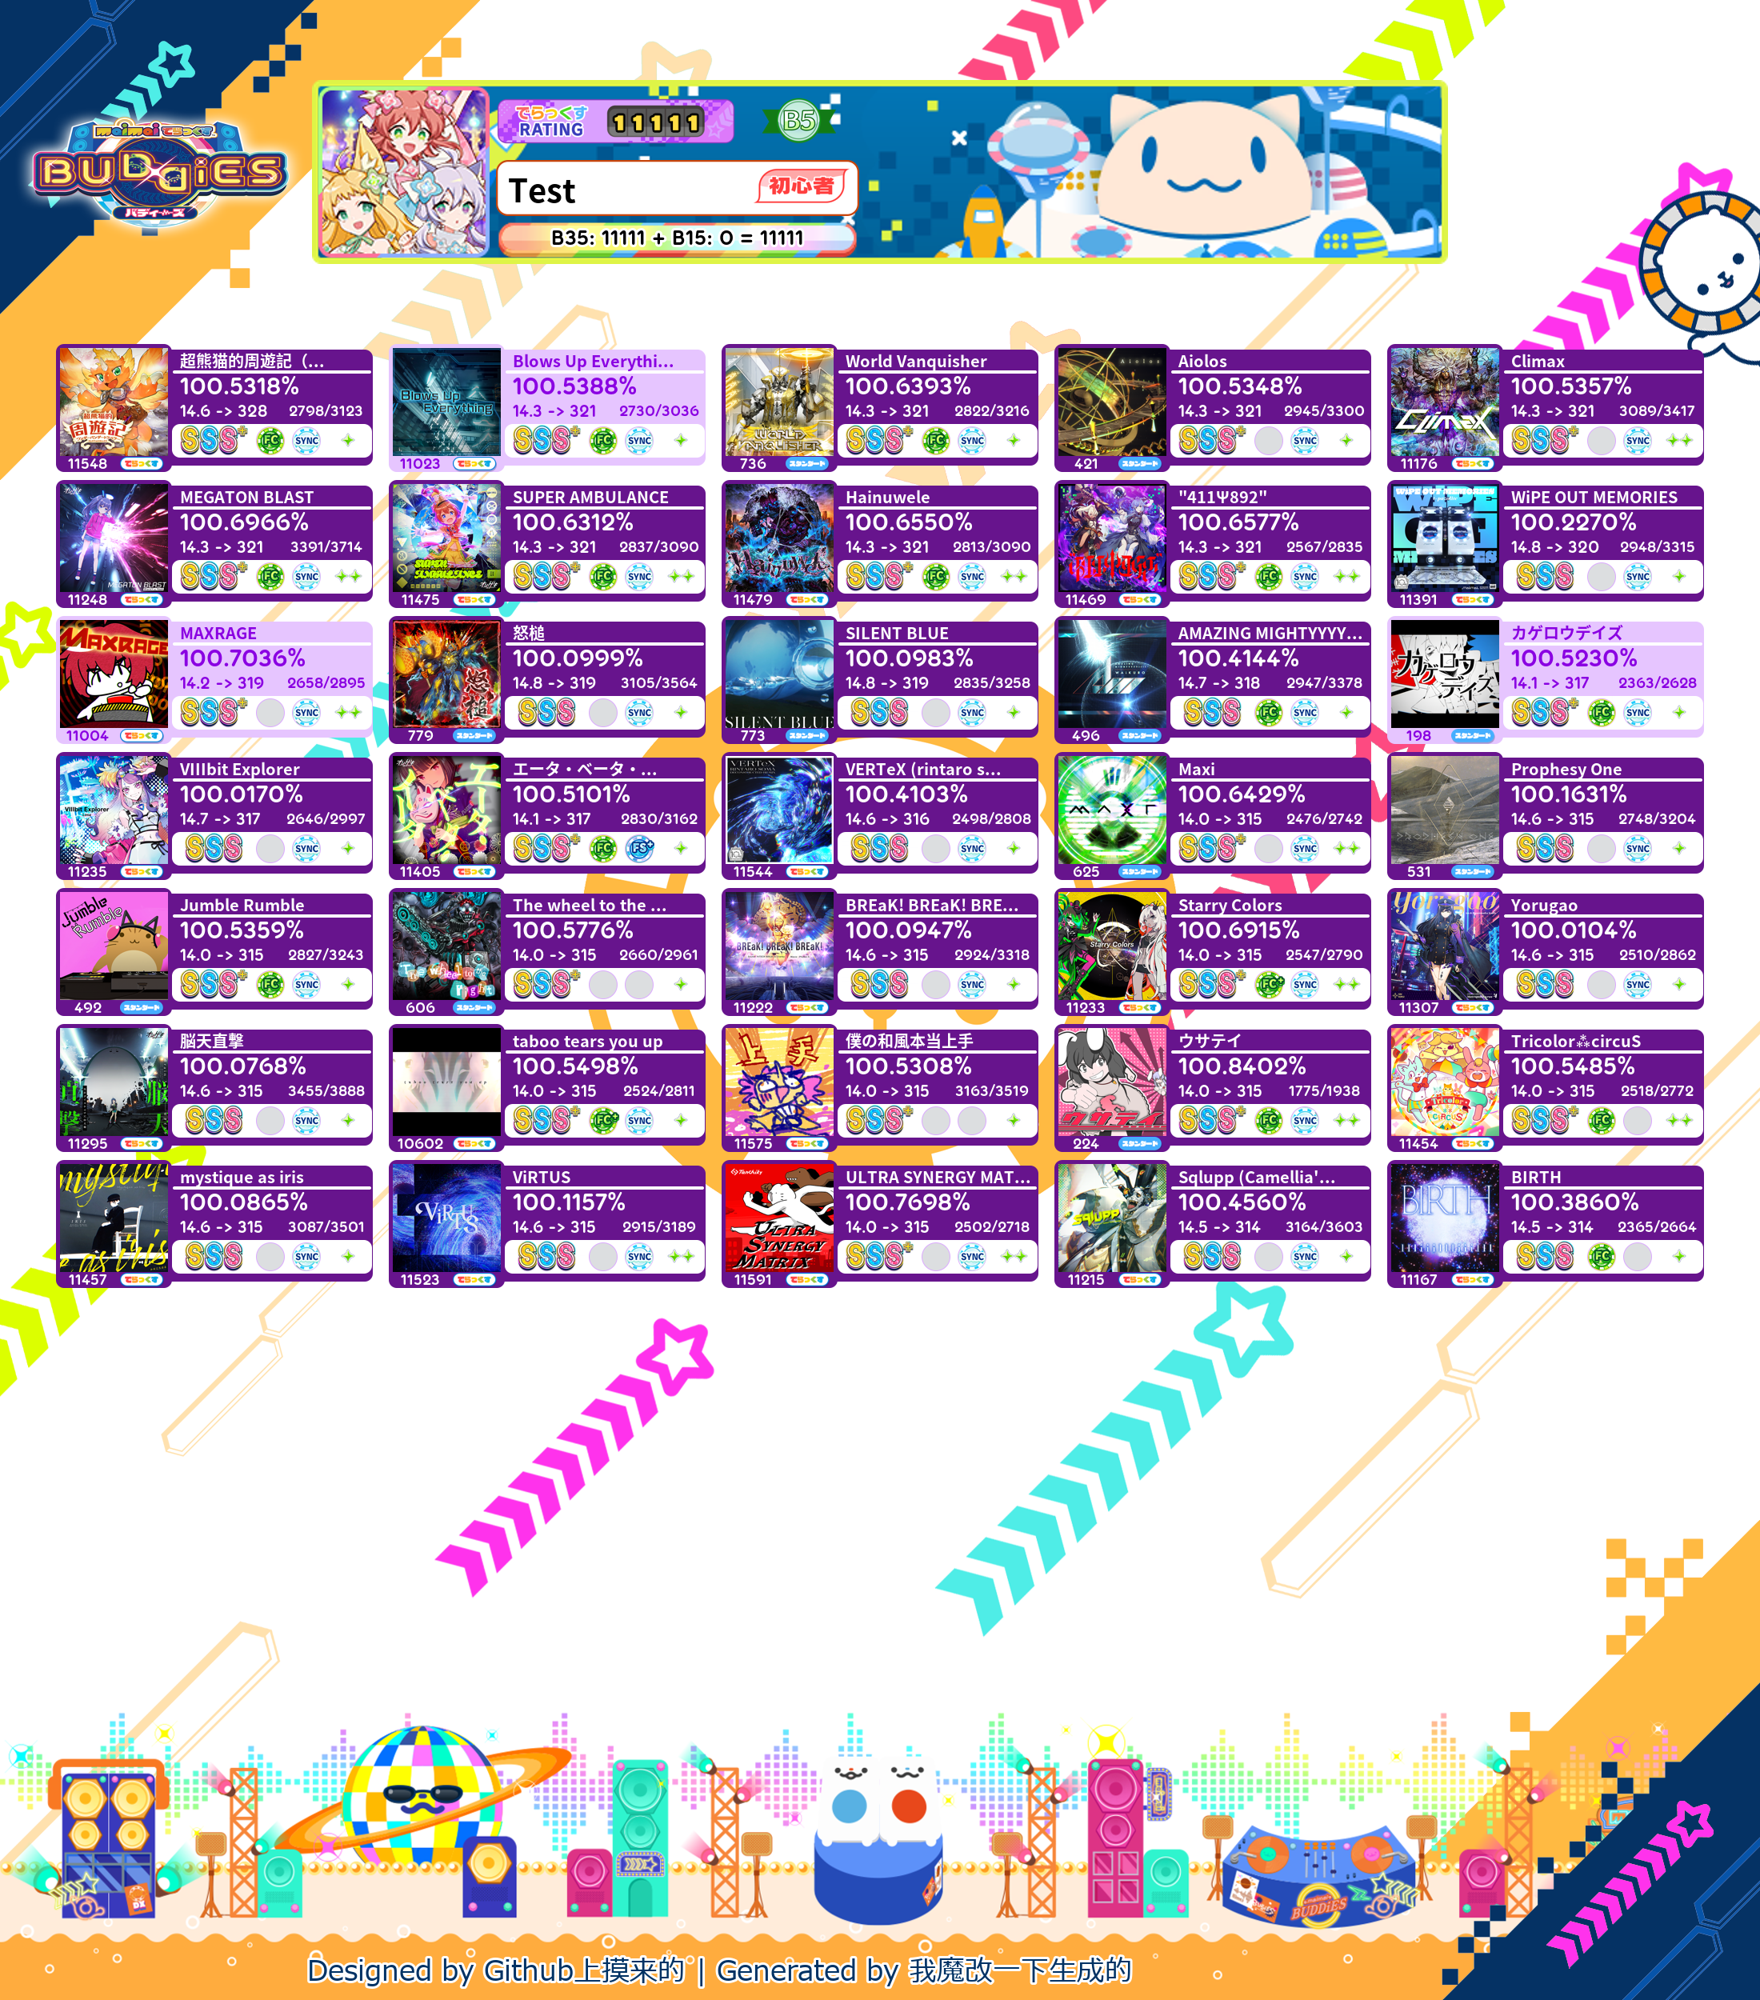 maimai でらっくす
BUDDiES
バディーズ
でらっくす
RATING
11111
B5
Test
初心者
B35: 11111 + B15: 0 = 11111
超熊猫的周遊記（...
100.5318%
14.6 -> 328 2798/3123
SSS+ FC SYNC
11548 でらっくす
Blows Up Everythi...
100.5388%
14.3 -> 321 2730/3036
SSS+ FC SYNC
11023 でらっくす
World Vanquisher
100.6393%
14.3 -> 321 2822/3216
SSS+ FC SYNC
736 スタンダード
Aiolos
100.5348%
14.3 -> 321 2945/3300
SSS+ SYNC
421 スタンダード
Climax
100.5357%
14.3 -> 321 3089/3417
SSS+ SYNC
11176 でらっくす
MEGATON BLAST
100.6966%
14.3 -> 321 3391/3714
SSS+ FC SYNC
11248 でらっくす
SUPER AMBULANCE
100.6312%
14.3 -> 321 2837/3090
SSS+ FC SYNC
11475 でらっくす
Hainuwele
100.6550%
14.3 -> 321 2813/3090
SSS+ FC SYNC
11479 でらっくす
"411Ψ892"
100.6577%
14.3 -> 321 2567/2835
SSS+ FC SYNC
11469 でらっくす
WiPE OUT MEMORIES
100.2270%
14.8 -> 320 2948/3315
SSS SYNC
11391 でらっくす
MAXRAGE
100.7036%
14.2 -> 319 2658/2895
SSS+ SYNC
11004 でらっくす
怒槌
100.0999%
14.8 -> 319 3105/3564
SSS SYNC
779 スタンダード
SILENT BLUE
100.0983%
14.8 -> 319 2835/3258
SSS SYNC
773 スタンダード
AMAZING MIGHTYYYY...
100.4144%
14.7 -> 318 2947/3378
SSS FC SYNC
496 スタンダード
カゲロウデイズ
100.5230%
14.1 -> 317 2363/2628
SSS+ FC SYNC
198 スタンダード
VIIIbit Explorer
100.0170%
14.7 -> 317 2646/2997
SSS SYNC
11235 でらっくす
エータ・ベータ・...
100.5101%
14.1 -> 317 2830/3162
SSS+ FC FS+
11405 でらっくす
VERTeX (rintaro s...
100.4103%
14.6 -> 316 2498/2808
SSS SYNC
11544 でらっくす
Maxi
100.6429%
14.0 -> 315 2476/2742
SSS+ SYNC
625 スタンダード
Prophesy One
100.1631%
14.6 -> 315 2748/3204
SSS SYNC
531 スタンダード
Jumble Rumble
100.5359%
14.0 -> 315 2827/3243
SSS+ FC SYNC
492 スタンダード
The wheel to the ...
100.5776%
14.0 -> 315 2660/2961
SSS+
606 スタンダード
BREaK! BREaK! BRE...
100.0947%
14.6 -> 315 2924/3318
SSS SYNC
11222 でらっくす
Starry Colors
100.6915%
14.0 -> 315 2547/2790
SSS+ FC+ SYNC
11233 でらっくす
Yorugao
100.0104%
14.6 -> 315 2510/2862
SSS SYNC
11307 でらっくす
脳天直撃
100.0768%
14.6 -> 315 3455/3888
SSS SYNC
11295 でらっくす
taboo tears you up
100.5498%
14.0 -> 315 2524/2811
SSS+ FC+ SYNC
10602 でらっくす
僕の和風本当上手
100.5308%
14.0 -> 315 3163/3519
SSS+
11575 でらっくす
ウサテイ
100.8402%
14.0 -> 315 1775/1938
SSS+ FC SYNC
224 スタンダード
Tricolor⁂circuS
100.5485%
14.0 -> 315 2518/2772
SSS+ FC
11454 でらっくす
mystique as iris
100.0865%
14.6 -> 315 3087/3501
SSS SYNC
11457 でらっくす
ViRTUS
100.1157%
14.6 -> 315 2915/3189
SSS SYNC
11523 でらっくす
ULTRA SYNERGY MAT...
100.7698%
14.0 -> 315 2502/2718
SSS+ SYNC
11591 でらっくす
Sqlupp (Camellia'...
100.4560%
14.5 -> 314 3164/3603
SSS SYNC
11215 でらっくす
BIRTH
100.3860%
14.5 -> 314 2365/2664
SSS FC
11167 でらっくす
BUDDiES
Designed by Github上摸来的 | Generated by 我魔改一下生成的